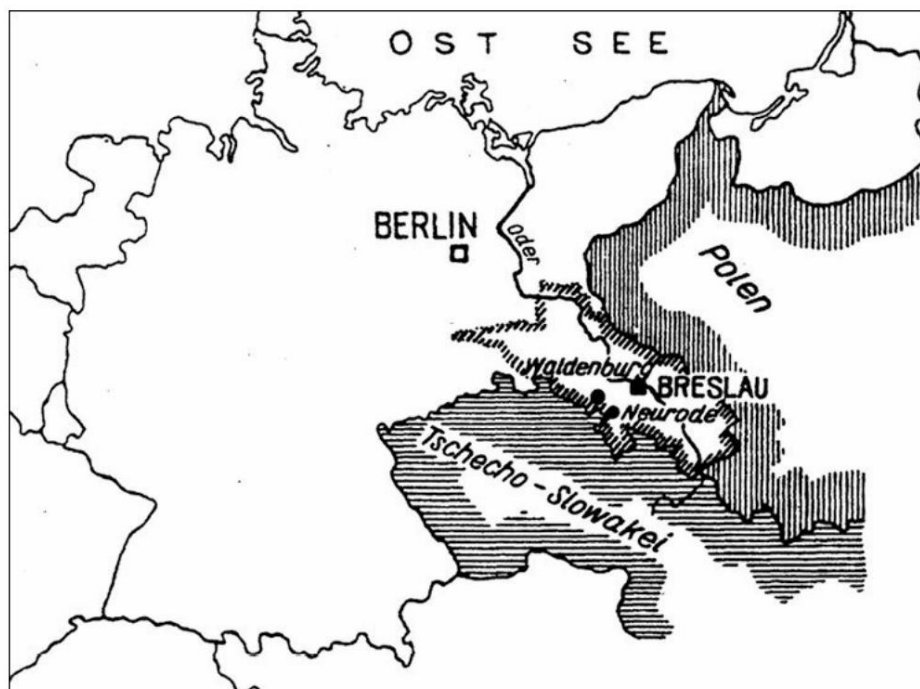 OST SEE
BERLIN
oder
Polen
Waldenburg
BRESLAU
Neurode
Tschecho-Slowakei